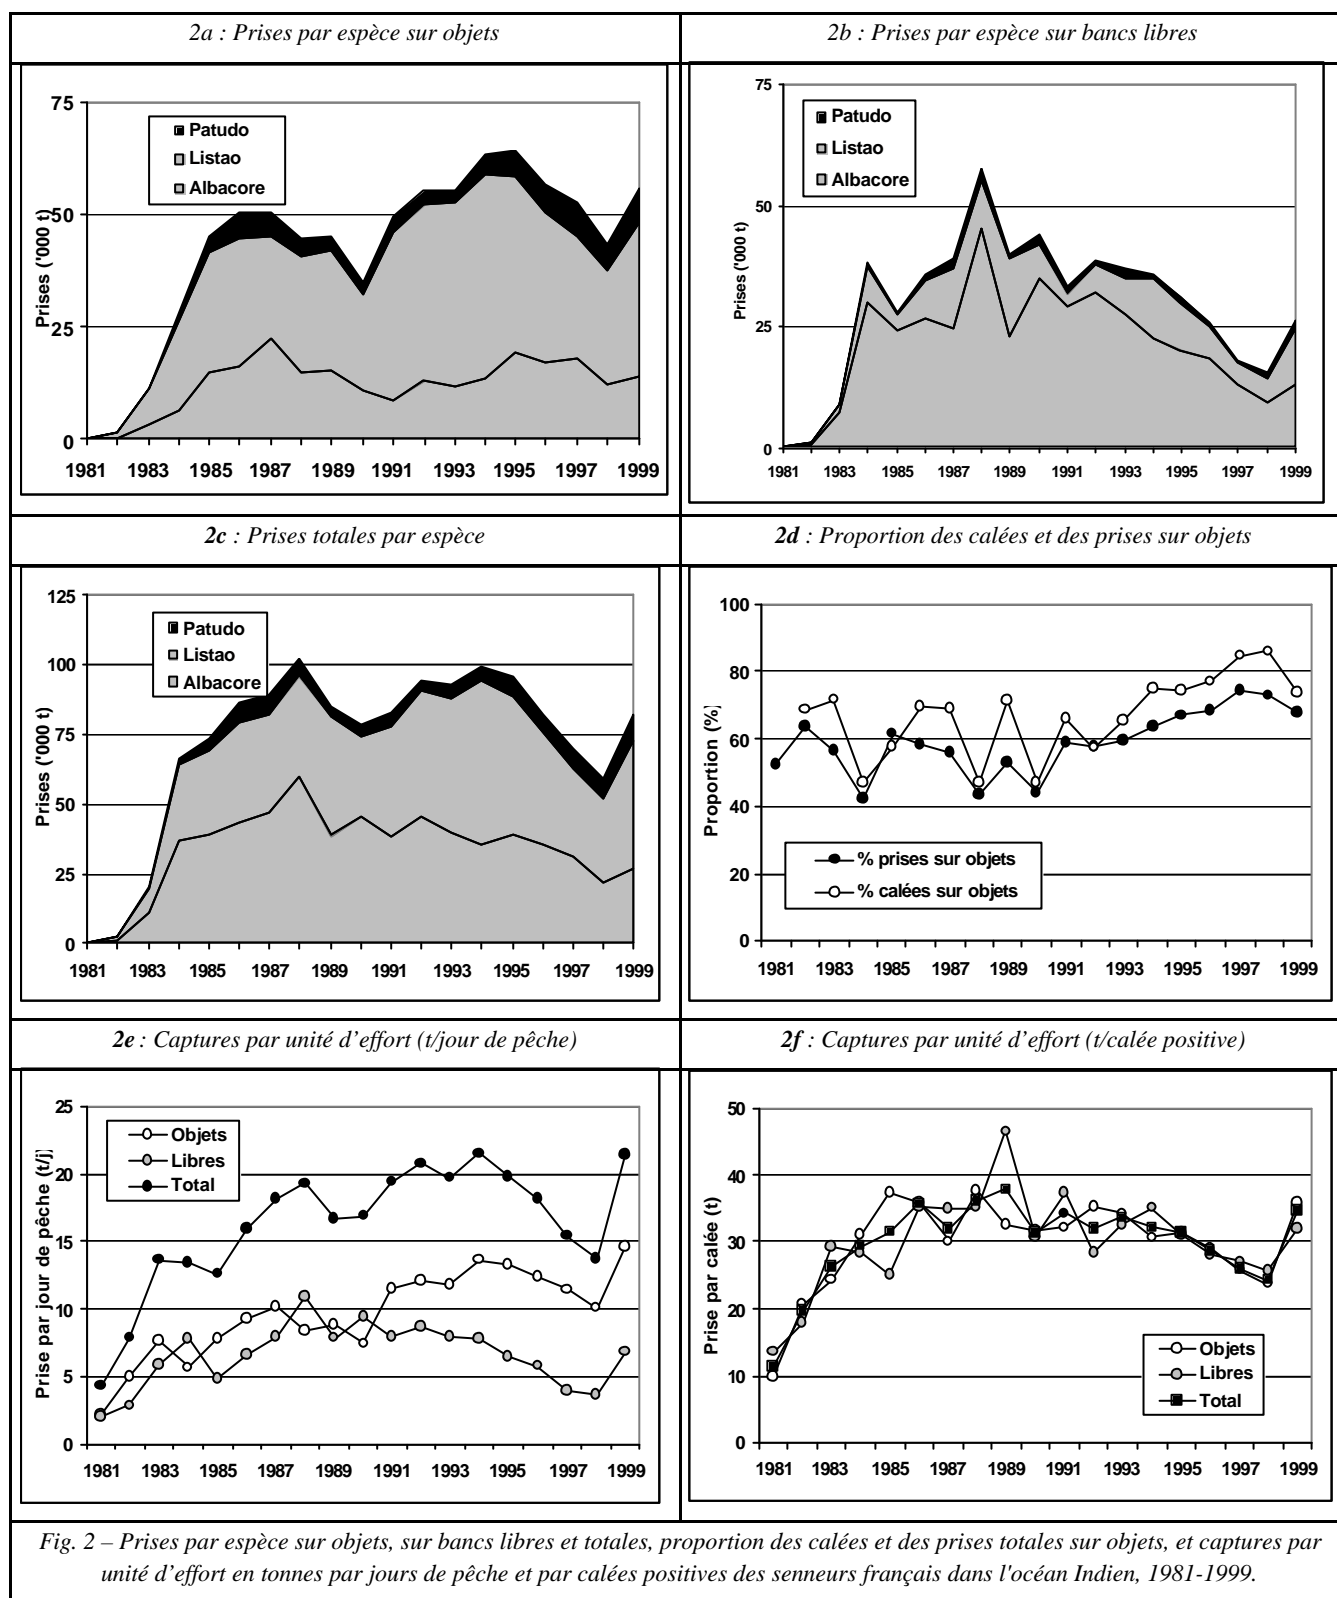 2a : Prises par espèce sur objets
75
50
25
0
Prises ('000 t)
Patudo
Listao
Albacore
1981 1983 1985 1987 1989 1991 1993 1995 1997 1999
2b : Prises par espèce sur bancs libres
75
50
25
0
Prises ('000 t)
Patudo
Listao
Albacore
1981 1983 1985 1987 1989 1991 1993 1995 1997 1999
2c : Prises totales par espèce
125
100
75
50
25
0
Prises ('000 t)
Patudo
Listao
Albacore
1981 1983 1985 1987 1989 1991 1993 1995 1997 1999
2d : Proportion des calées et des prises sur objets
100
80
60
40
20
0
Proportion (%)
% prises sur objets
% calées sur objets
1981 1983 1985 1987 1989 1991 1993 1995 1997 1999
2e : Captures par unité d'effort (t/jour de pêche)
25
20
15
10
5
0
Prise par jour de pêche (t/j)
Objets
Libres
Total
1981 1983 1985 1987 1989 1991 1993 1995 1997 1999
2f : Captures par unité d'effort (t/calée positive)
50
40
30
20
10
0
Prise par calée (t)
Objets
Libres
Total
1981 1983 1985 1987 1989 1991 1993 1995 1997 1999
Fig. 2 – Prises par espèce sur objets, sur bancs libres et totales, proportion des calées et des prises totales sur objets, et captures par
unité d'effort en tonnes par jours de pêche et par calées positives des senneurs français dans l'océan Indien, 1981-1999.